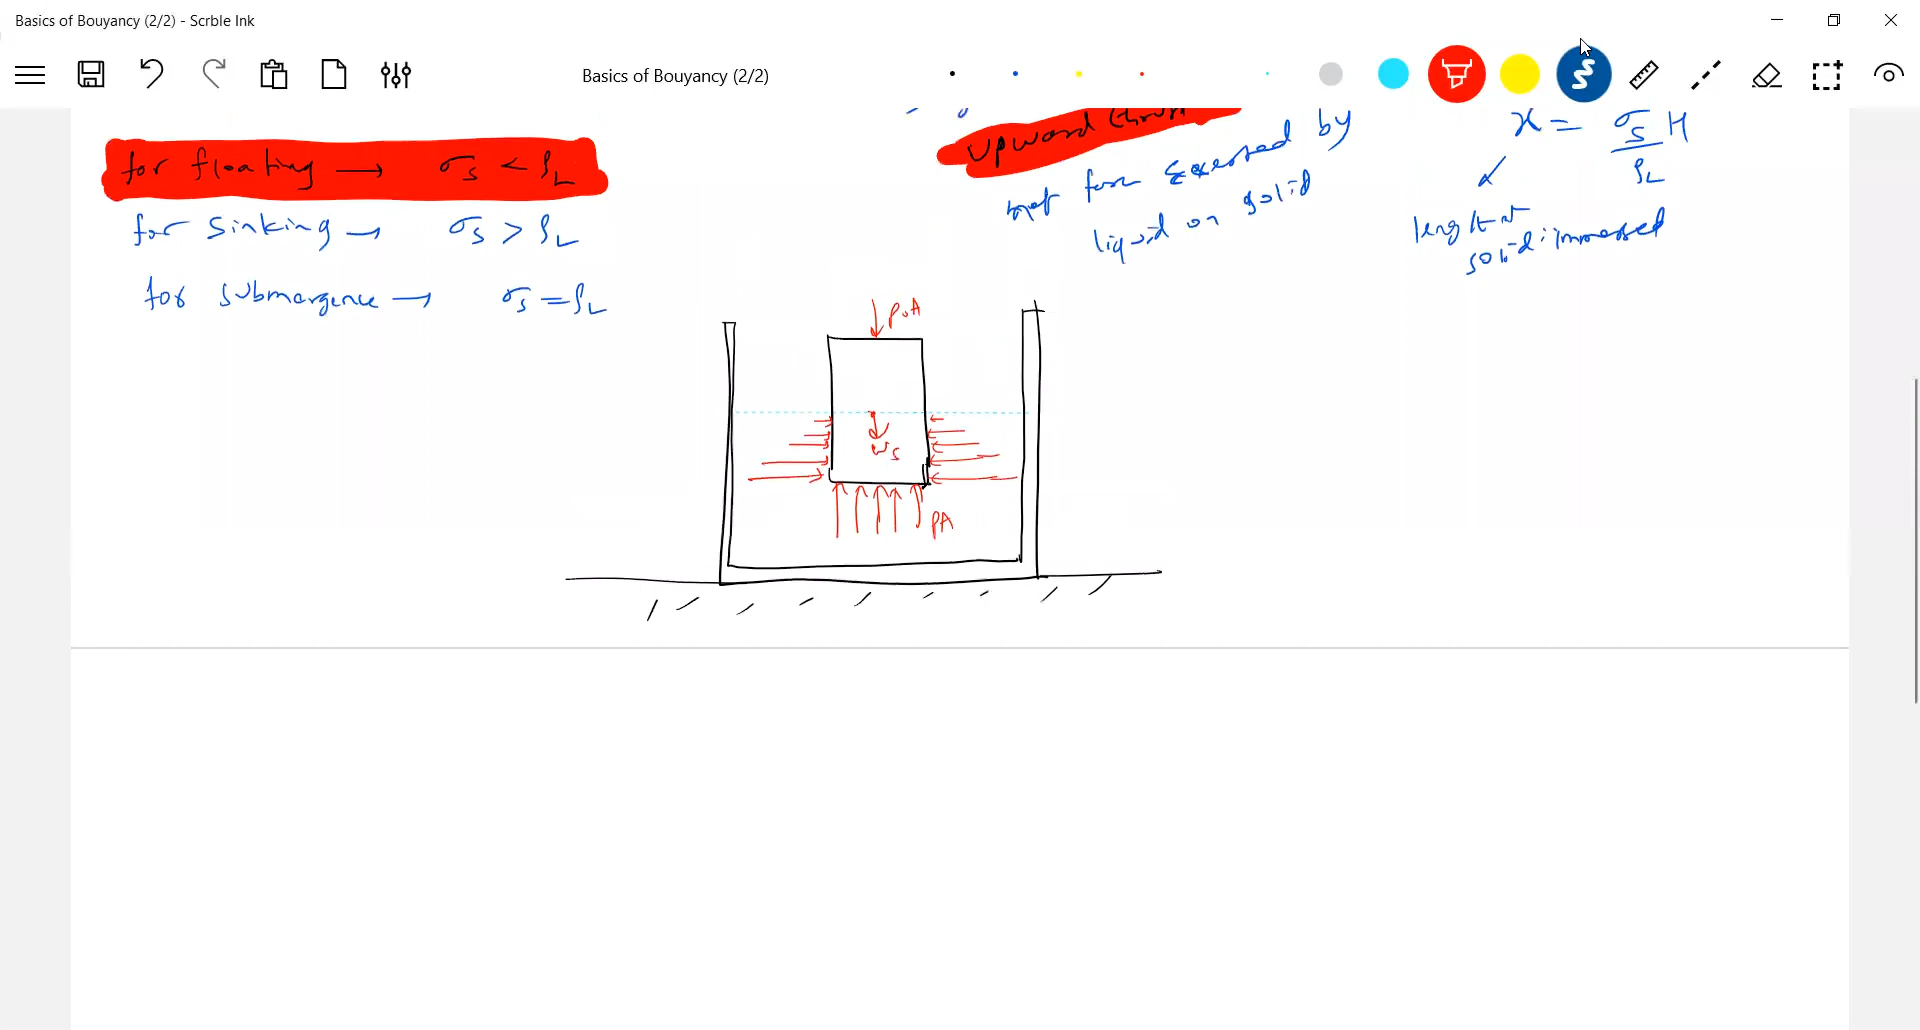 Basics of Bouyancy (2/2) - Scrble Ink
Basics of Bouyancy (2/2)
for floating → σs < ρL
for sinking → σs > ρL
for submergence → σs = ρL
upward thrust
net force exerted by
liquid on solid
x = σs/ρL H
length of
solid immersed
P₀A
ws
PA